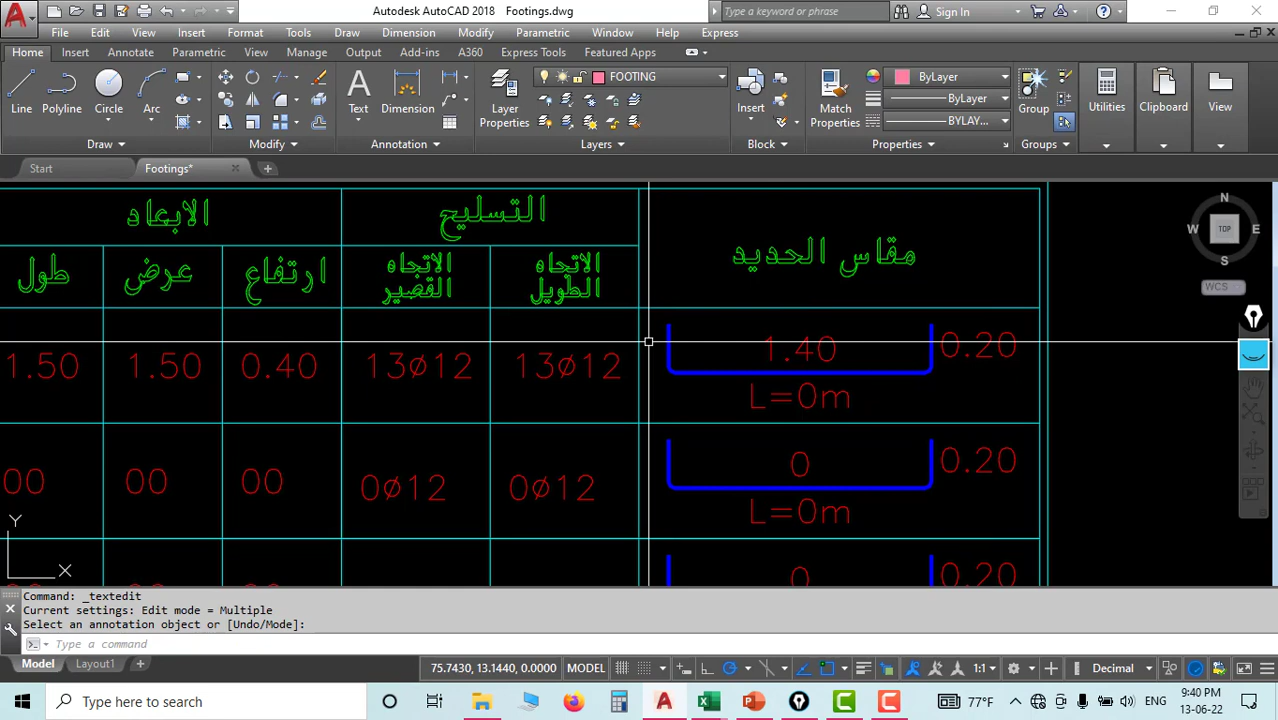 Autodesk AutoCAD 2018 Footings.dwg
Type a keyword or phrase
Sign In
File Edit View Insert Format Tools Draw Dimension Modify Parametric Window Help Express
Home Insert Annotate Parametric View Manage Output Add-ins A360 Express Tools Featured Apps
FOOTING
ByLayer
ByLayer
BYLAY...
Line Polyline Circle Arc
Text Dimension
Layer Properties
Insert
Match Properties
Group
Utilities
Clipboard
View
Draw Modify Annotation Layers Block Properties Groups
Start Footings*
N
W TOP E
S
WCS
الابعاد
التسليح
مقاس الحديد
طول
عرض
ارتفاع
الاتجاه القصير
الاتجاه الطويل
1.50 1.50 0.40 13ø12 13ø12 1.40 0.20
L=0m
00 00 00 0ø12 0ø12 0 0.20
L=0m
0 0.20
Y
X
Command: _textedit
Current settings: Edit mode = Multiple
Select an annotation object or [Undo/Mode]:
Type a command
Model Layout1
75.7430, 13.1440, 0.0000 MODEL 1:1 Decimal
Type here to search
77°F
ENG
9:40 PM
13-06-22